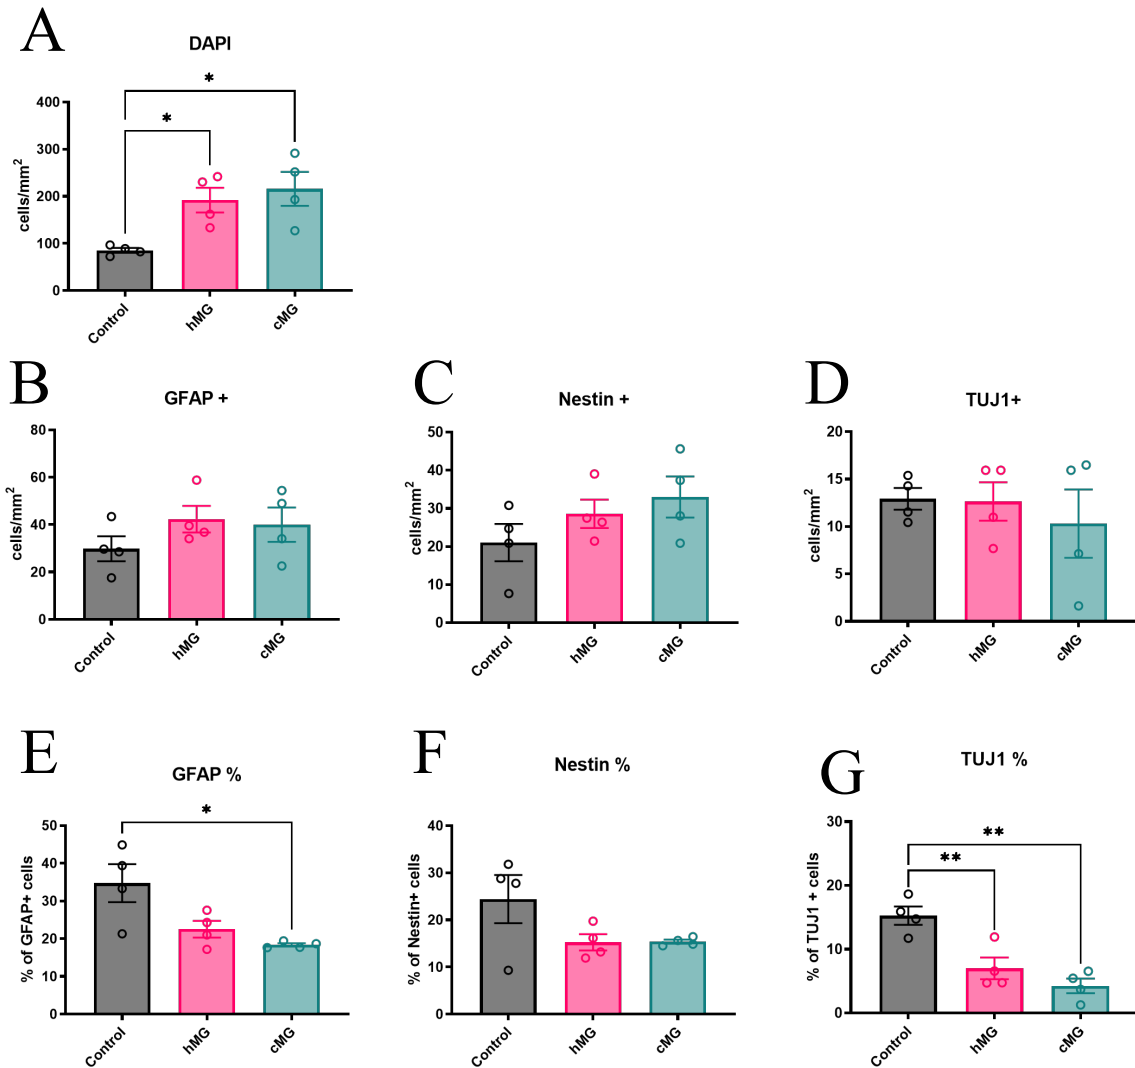 A
DAPI
*
*
cells/mm2
400
300
200
100
0
Control
hMG
cMG
B
GFAP +
cells/mm2
80
60
40
20
0
Control
hMG
cMG
C
Nestin +
cells/mm2
50
40
30
20
10
0
Control
hMG
cMG
D
TUJ1+
cells/mm2
20
15
10
5
0
Control
hMG
cMG
E
GFAP %
*
% of GFAP+ cells
50
40
30
20
10
0
Control
hMG
cMG
F
Nestin %
% of Nestin+ cells
40
30
20
10
0
Control
hMG
cMG
G
TUJ1 %
**
**
% of TUJ1 + cells
30
20
10
0
Control
hMG
cMG